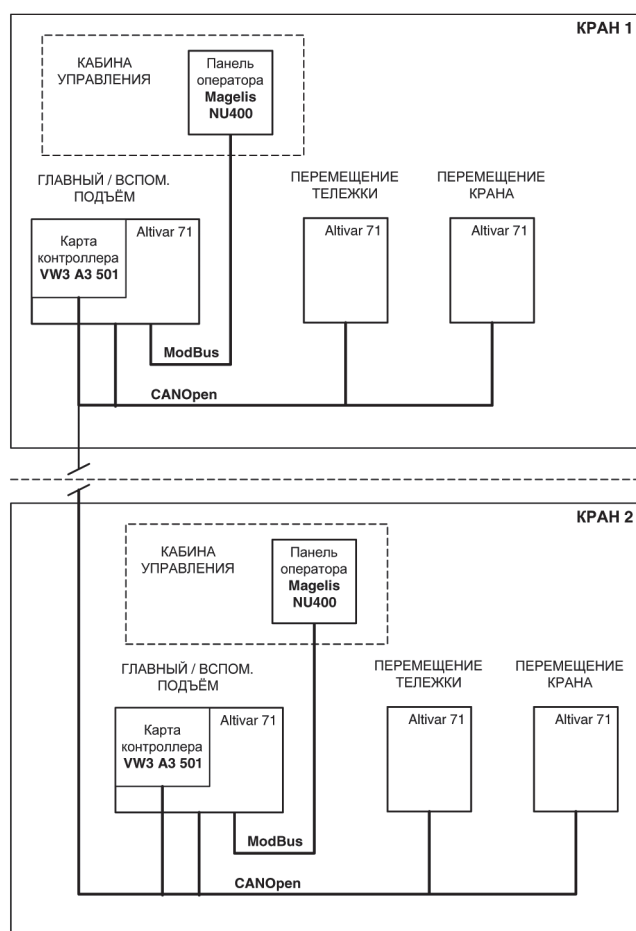 КРАН 1
КАБИНА
УПРАВЛЕНИЯ
Панель
оператора
Magelis
NU400
ГЛАВНЫЙ / ВСПОМ.
ПОДЪЁМ
ПЕРЕМЕЩЕНИЕ
ТЕЛЕЖКИ
ПЕРЕМЕЩЕНИЕ
КРАНА
Карта
контроллера
VW3 A3 501
Altivar 71
Altivar 71
Altivar 71
ModBus
CANOpen
КРАН 2
КАБИНА
УПРАВЛЕНИЯ
Панель
оператора
Magelis
NU400
ГЛАВНЫЙ / ВСПОМ.
ПОДЪЁМ
ПЕРЕМЕЩЕНИЕ
ТЕЛЕЖКИ
ПЕРЕМЕЩЕНИЕ
КРАНА
Карта
контроллера
VW3 A3 501
Altivar 71
Altivar 71
Altivar 71
ModBus
CANOpen